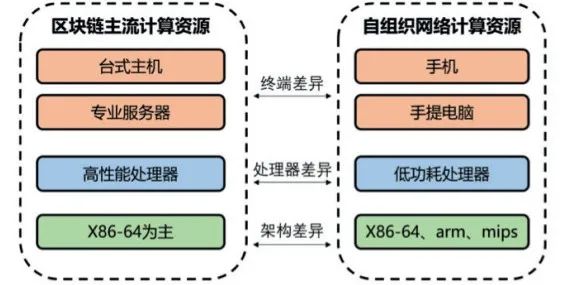 区块链主流计算资源
自组织网络计算资源
台式主机
手机
终端差异
专业服务器
手提电脑
高性能处理器
处理器差异
低功耗处理器
X86-64为主
架构差异
X86-64、arm、mips